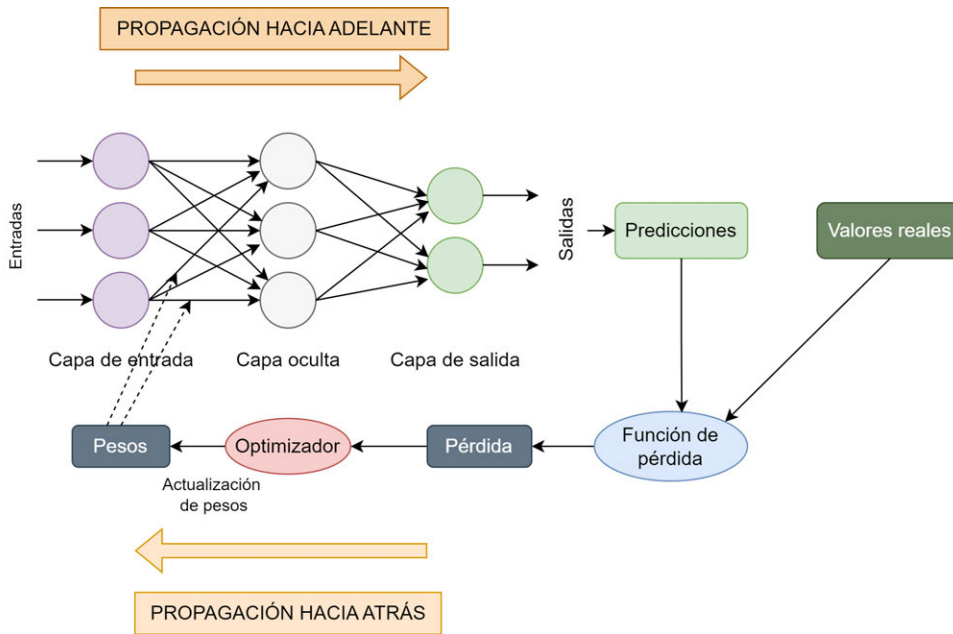 PROPAGACIÓN HACIA ADELANTE
Entradas
Salidas
Predicciones
Valores reales
Capa de entrada
Capa oculta
Capa de salida
Pesos
Optimizador
Pérdida
Función de
pérdida
Actualización
de pesos
PROPAGACIÓN HACIA ATRÁS